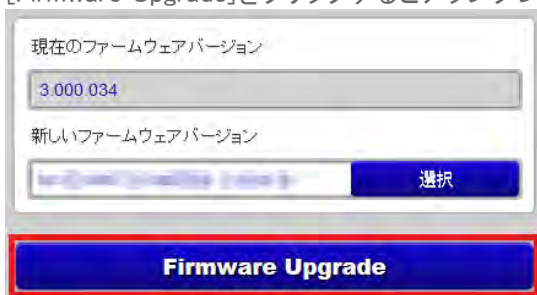 [Firmware Upgrade]をクリックするとアップグレ
現在のファームウェアバージョン
3.000.034
新しいファームウェアバージョン
選択
Firmware Upgrade